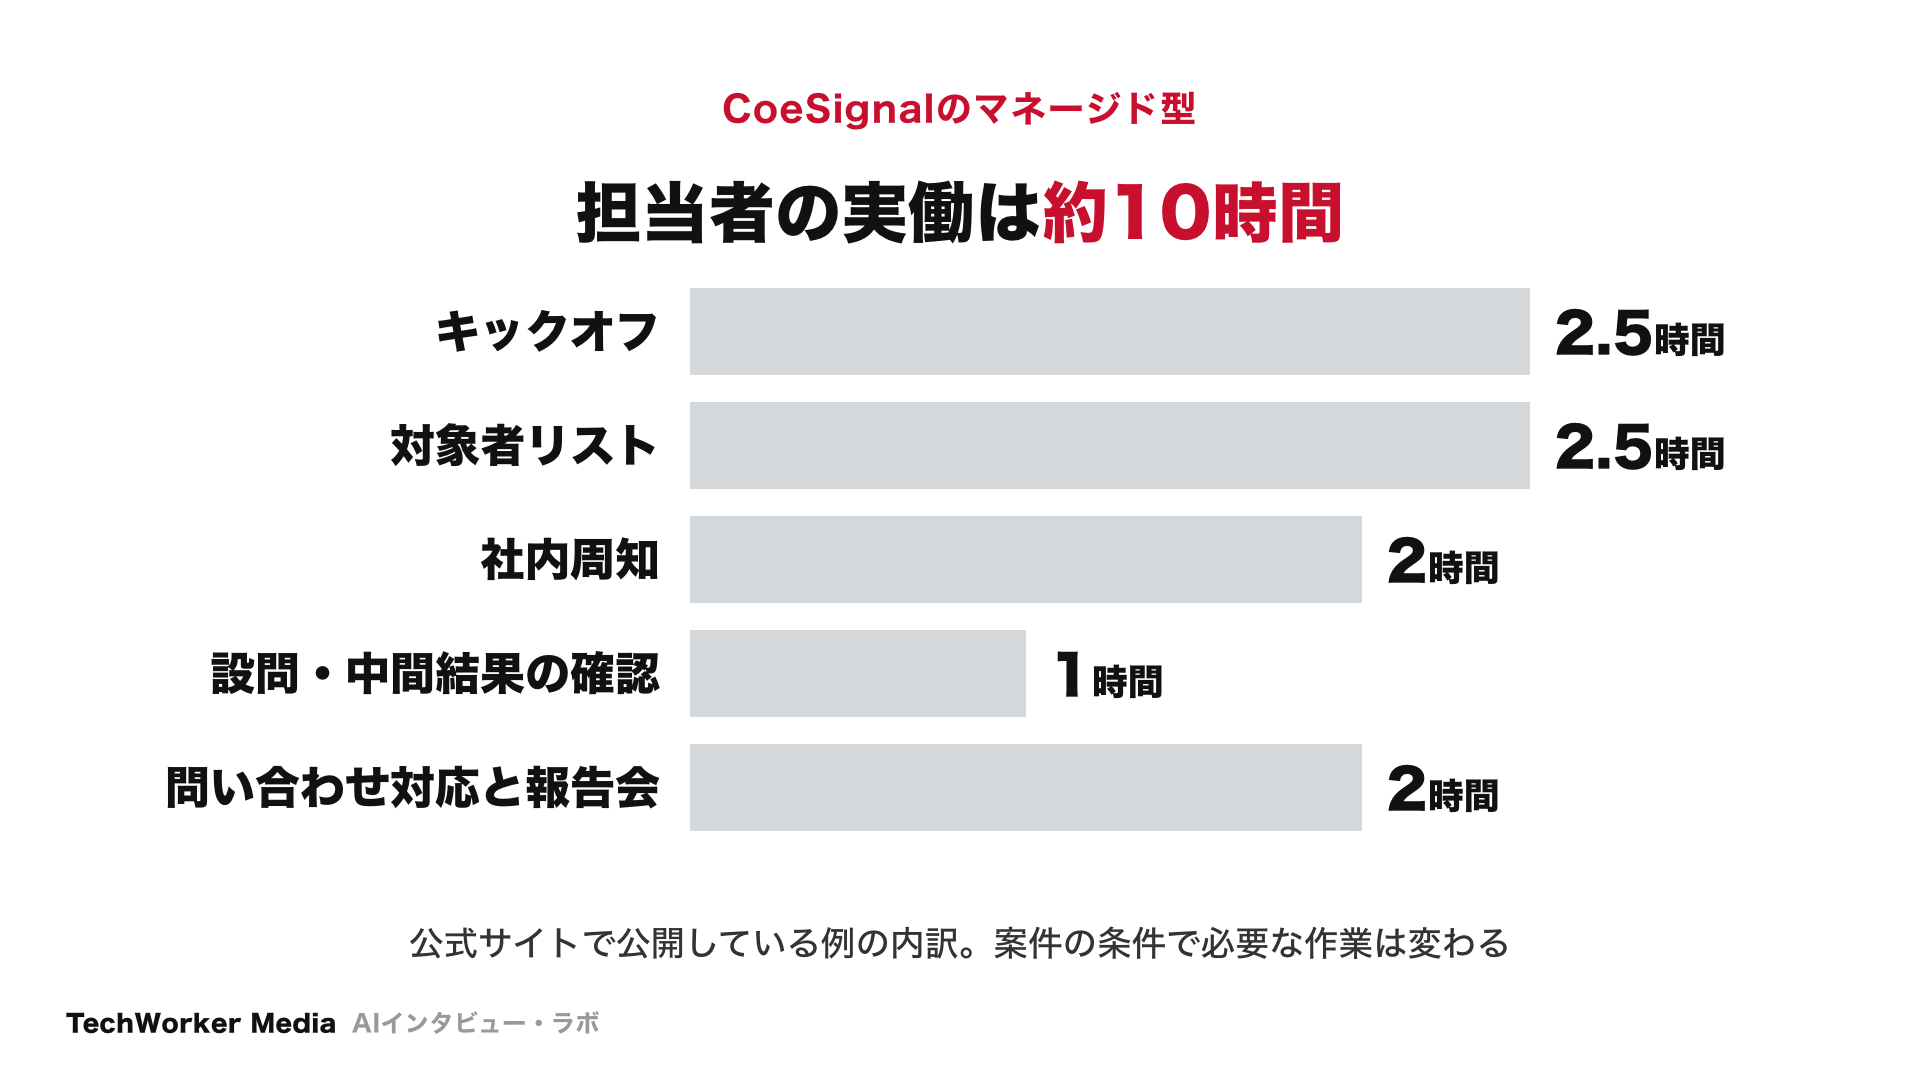 CoeSignalのマネージド型
担当者の実働は約10時間
キックオフ 2.5時間
対象者リスト 2.5時間
社内周知 2時間
設問・中間結果の確認 1時間
問い合わせ対応と報告会 2時間
公式サイトで公開している例の内訳。案件の条件で必要な作業は変わる
TechWorker Media AIインタビュー・ラボ